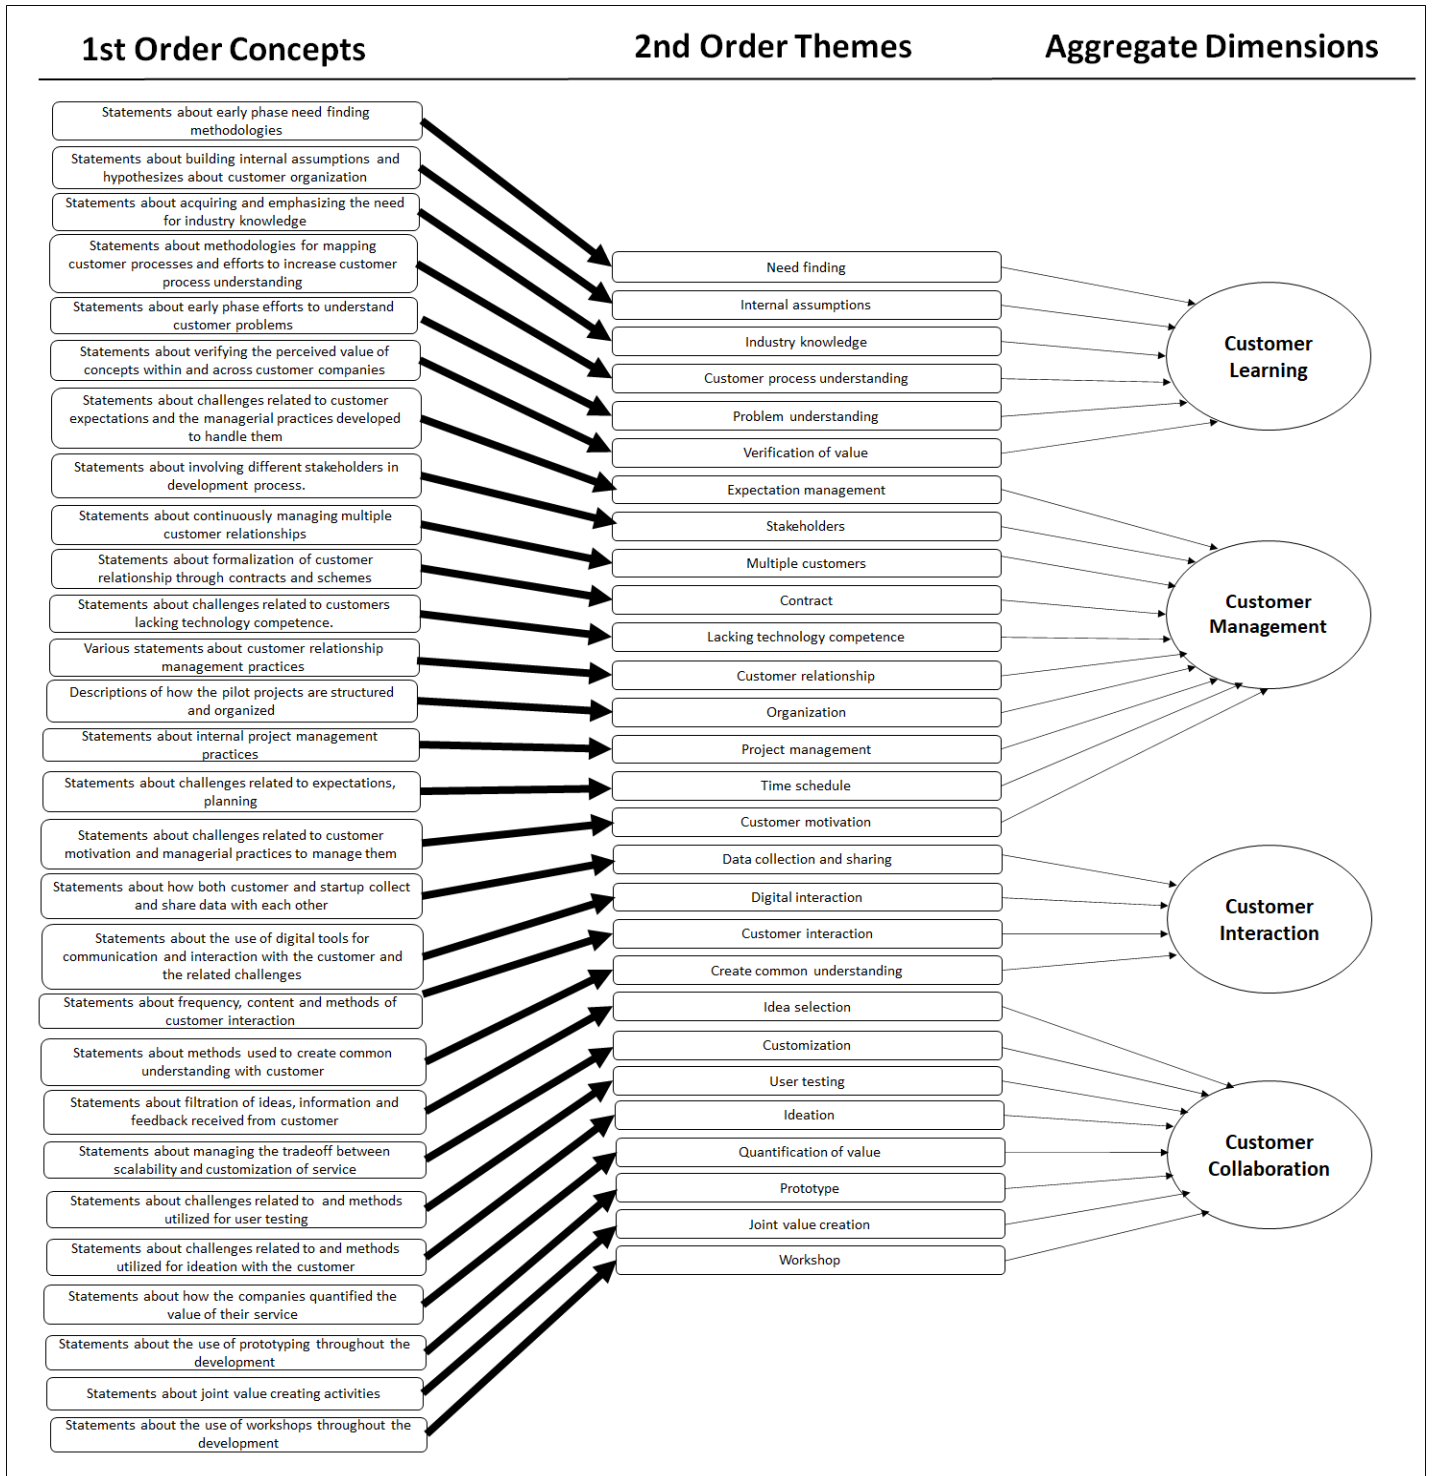 1st Order Concepts
2nd Order Themes
Aggregate Dimensions
Statements about early phase need finding
methodologies
Statements about building internal assumptions and
hypothesizes about customer organization
Statements about acquiring and emphasizing the need
for industry knowledge
Statements about methodologies for mapping
customer processes and efforts to increase customer
process understanding
Statements about early phase efforts to understand
customer problems
Statements about verifying the perceived value of
concepts within and across customer companies
Statements about challenges related to customer
expectations and the managerial practices developed
to handle them
Statements about involving different stakeholders in
development process.
Statements about continuously managing multiple
customer relationships
Statements about formalization of customer
relationship through contracts and schemes
Statements about challenges related to customers
lacking technology competence.
Various statements about customer relationship
management practices
Descriptions of how the pilot projects are structured
and organized
Statements about internal project management
practices
Statements about challenges related to expectations,
planning
Statements about challenges related to customer
motivation and managerial practices to manage them
Statements about how both customer and startup collect
and share data with each other
Statements about the use of digital tools for
communication and interaction with the customer and
the related challenges
Statements about frequency, content and methods of
customer interaction
Statements about methods used to create common
understanding with customer
Statements about filtration of ideas, information and
feedback received from customer
Statements about managing the tradeoff between
scalability and customization of service
Statements about challenges related to and methods
utilized for user testing
Statements about challenges related to and methods
utilized for ideation with the customer
Statements about how the companies quantified the
value of their service
Statements about the use of prototyping throughout the
development
Statements about joint value creating activities
Statements about the use of workshops throughout the
development
Need finding
Internal assumptions
Industry knowledge
Customer process understanding
Problem understanding
Verification of value
Expectation management
Stakeholders
Multiple customers
Contract
Lacking technology competence
Customer relationship
Organization
Project management
Time schedule
Customer motivation
Data collection and sharing
Digital interaction
Customer interaction
Create common understanding
Idea selection
Customization
User testing
Ideation
Quantification of value
Prototype
Joint value creation
Workshop
Customer
Learning
Customer
Management
Customer
Interaction
Customer
Collaboration